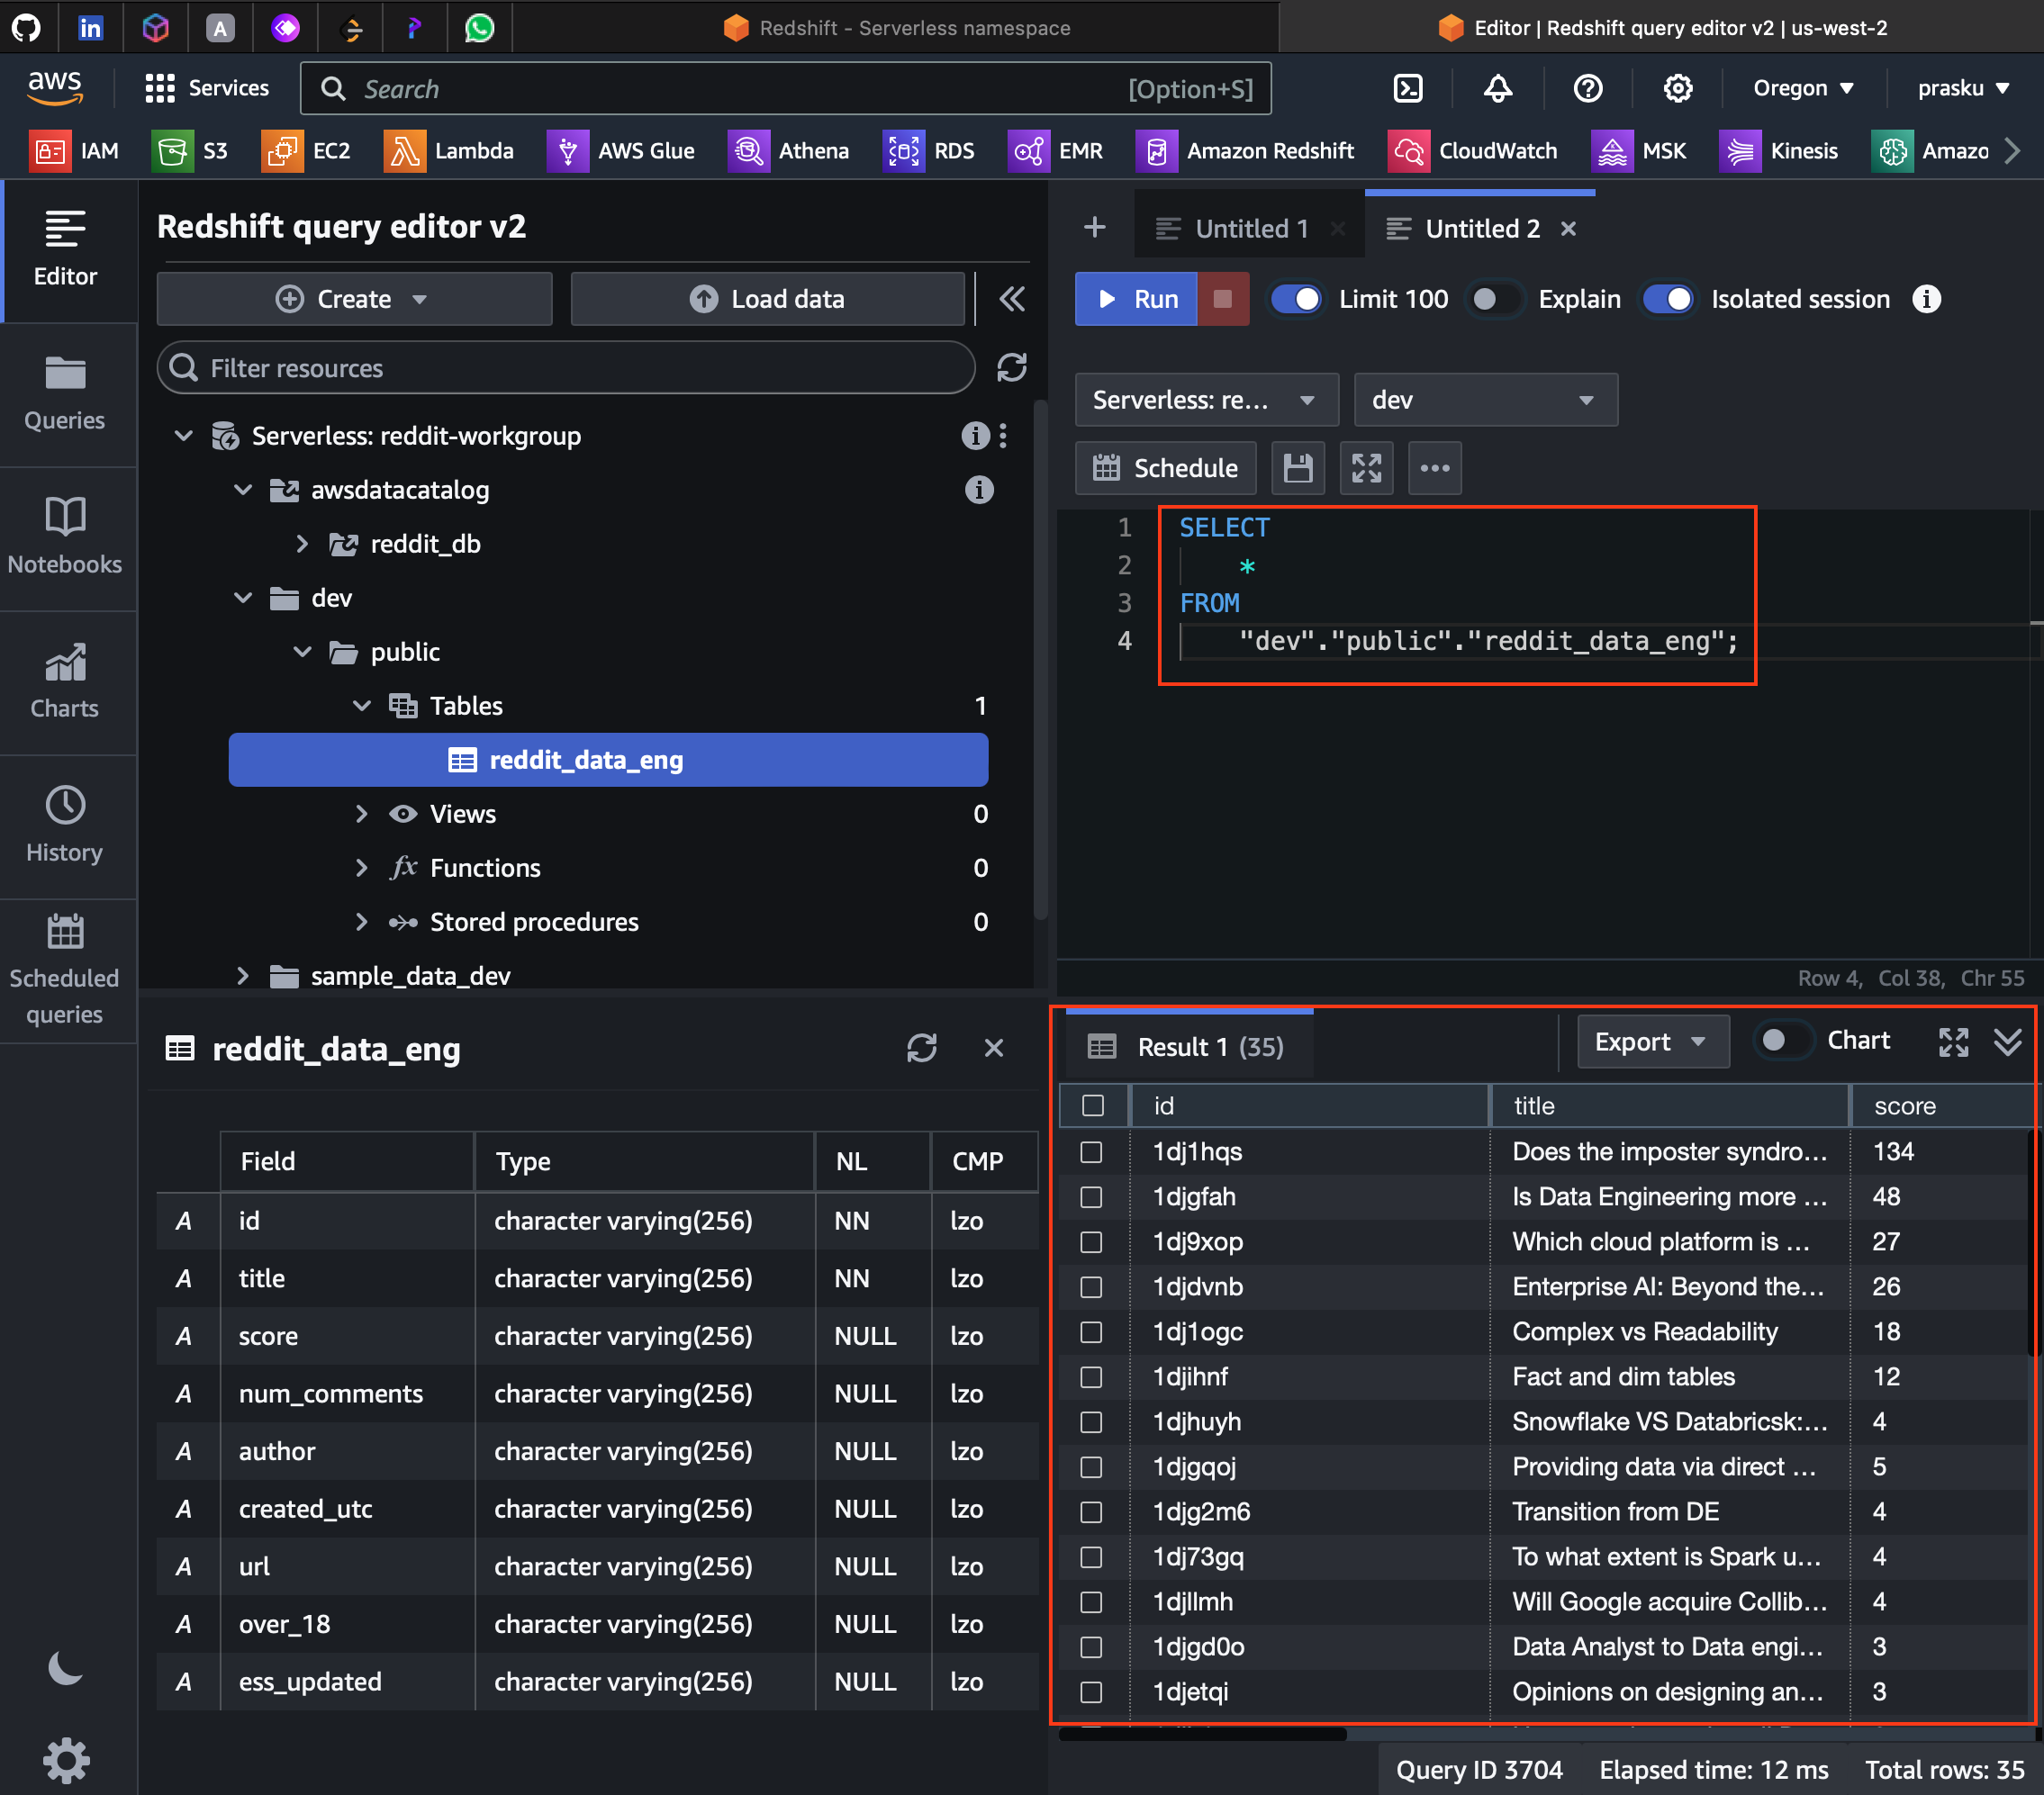 Redshift - Serverless namespace
Editor | Redshift query editor v2 | us-west-2
aws
Services
Search
[Option+S]
Oregon
prasku
IAM
S3
EC2
Lambda
AWS Glue
Athena
RDS
EMR
Amazon Redshift
CloudWatch
MSK
Kinesis
Amazo
Editor
Queries
Notebooks
Charts
History
Scheduled
queries
Redshift query editor v2
Create
Load data
Filter resources
Serverless: reddit-workgroup
awsdatacatalog
reddit_db
dev
public
Tables 1
reddit_data_eng
Views 0
Functions 0
Stored procedures 0
sample_data_dev
reddit_data_eng
Field Type NL CMP
A id character varying(256) NN lzo
A title character varying(256) NN lzo
A score character varying(256) NULL lzo
A num_comments character varying(256) NULL lzo
A author character varying(256) NULL lzo
A created_utc character varying(256) NULL lzo
A url character varying(256) NULL lzo
A over_18 character varying(256) NULL lzo
A ess_updated character varying(256) NULL lzo
Untitled 1
Untitled 2
Run
Limit 100
Explain
Isolated session
Serverless: re...
dev
Schedule
1 SELECT
2 *
3 FROM
4 "dev"."public"."reddit_data_eng";
Row 4, Col 38, Chr 55
Result 1 (35)
Export
Chart
id title score
1dj1hqs Does the imposter syndro... 134
1djgfah Is Data Engineering more ... 48
1dj9xop Which cloud platform is ... 27
1djdvnb Enterprise AI: Beyond the... 26
1dj1ogc Complex vs Readability 18
1djihnf Fact and dim tables 12
1djhuyh Snowflake VS Databricsk:... 4
1djgqoj Providing data via direct ... 5
1djg2m6 Transition from DE 4
1dj73gq To what extent is Spark u... 4
1djllmh Will Google acquire Collib... 4
1djgd0o Data Analyst to Data engi... 3
1djetqi Opinions on designing an... 3
Query ID 3704 Elapsed time: 12 ms Total rows: 35